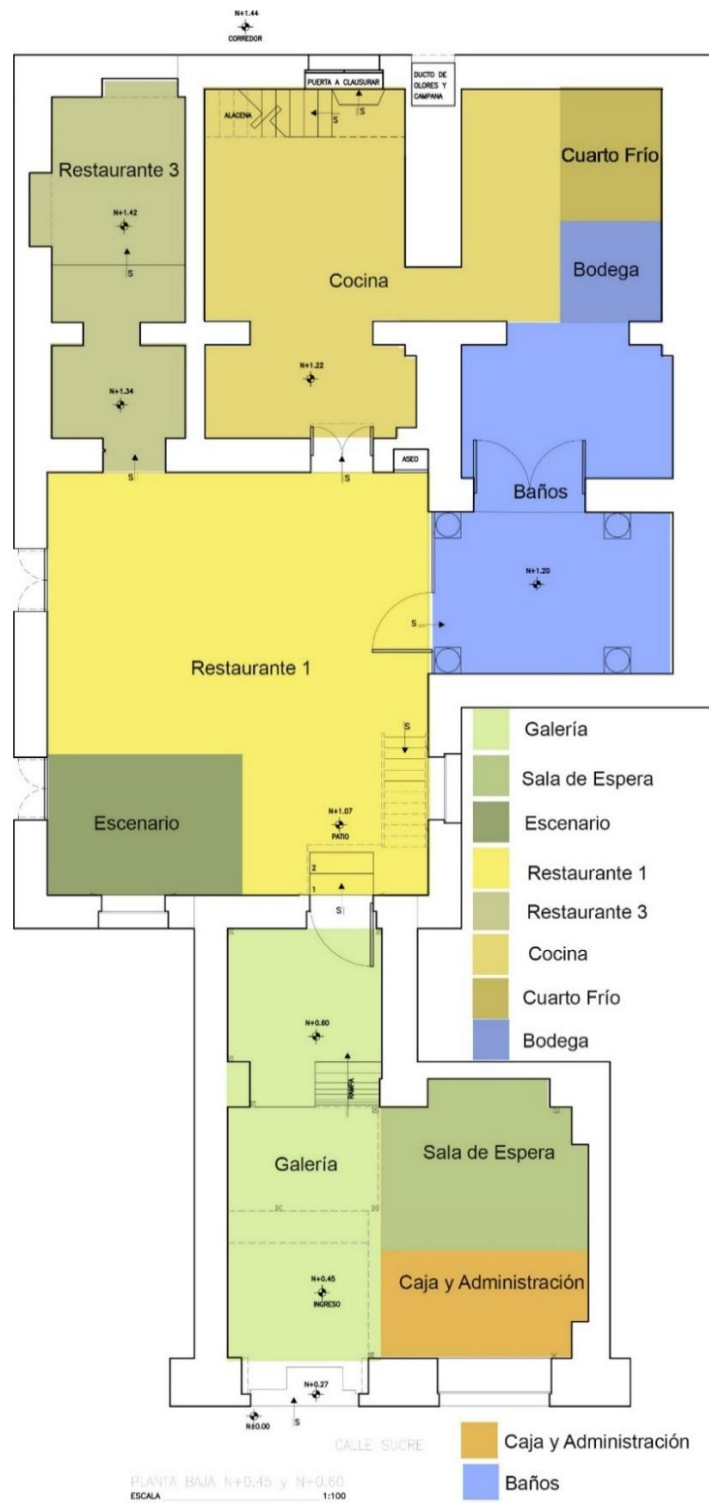 N+1.44
CORREDOR
PUERTA A CLAUSURAR
DUCTO DE
OLORES Y
CAMPANA
ALACENA
S
S
Restaurante 3
Cuarto Frío
N+1.42
S
Cocina
Bodega
N+1.22
N+1.34
S
S
ASEO
Baños
N+1.20
S
Restaurante 1
S
Galería
Sala de Espera
Escenario
Escenario
N+1.07
PATIO
2
1
S
Restaurante 1
Restaurante 3
Cocina
Cuarto Frío
Bodega
N+0.60
RAMPA
Galería
Sala de Espera
Caja y Administración
N+0.45
INGRESO
N+0.27
N±0.00
S
CALLE SUCRE
Caja y Administración
Baños
PLANTA BAJA N+0.45 y N+0.60
ESCALA 1:100